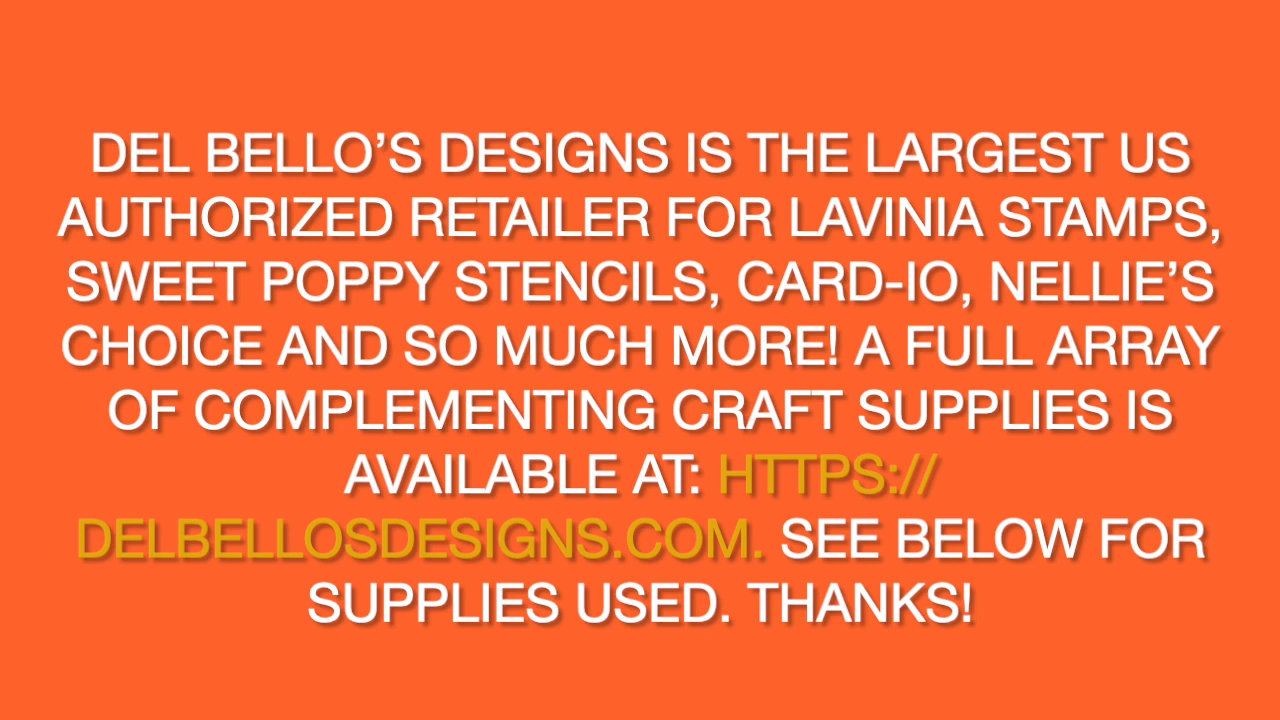 DEL BELLO’S DESIGNS IS THE LARGEST US
AUTHORIZED RETAILER FOR LAVINIA STAMPS,
SWEET POPPY STENCILS, CARD-IO, NELLIE’S
CHOICE AND SO MUCH MORE! A FULL ARRAY
OF COMPLEMENTING CRAFT SUPPLIES IS
AVAILABLE AT: HTTPS://
DELBELLOSDESIGNS.COM. SEE BELOW FOR
SUPPLIES USED. THANKS!